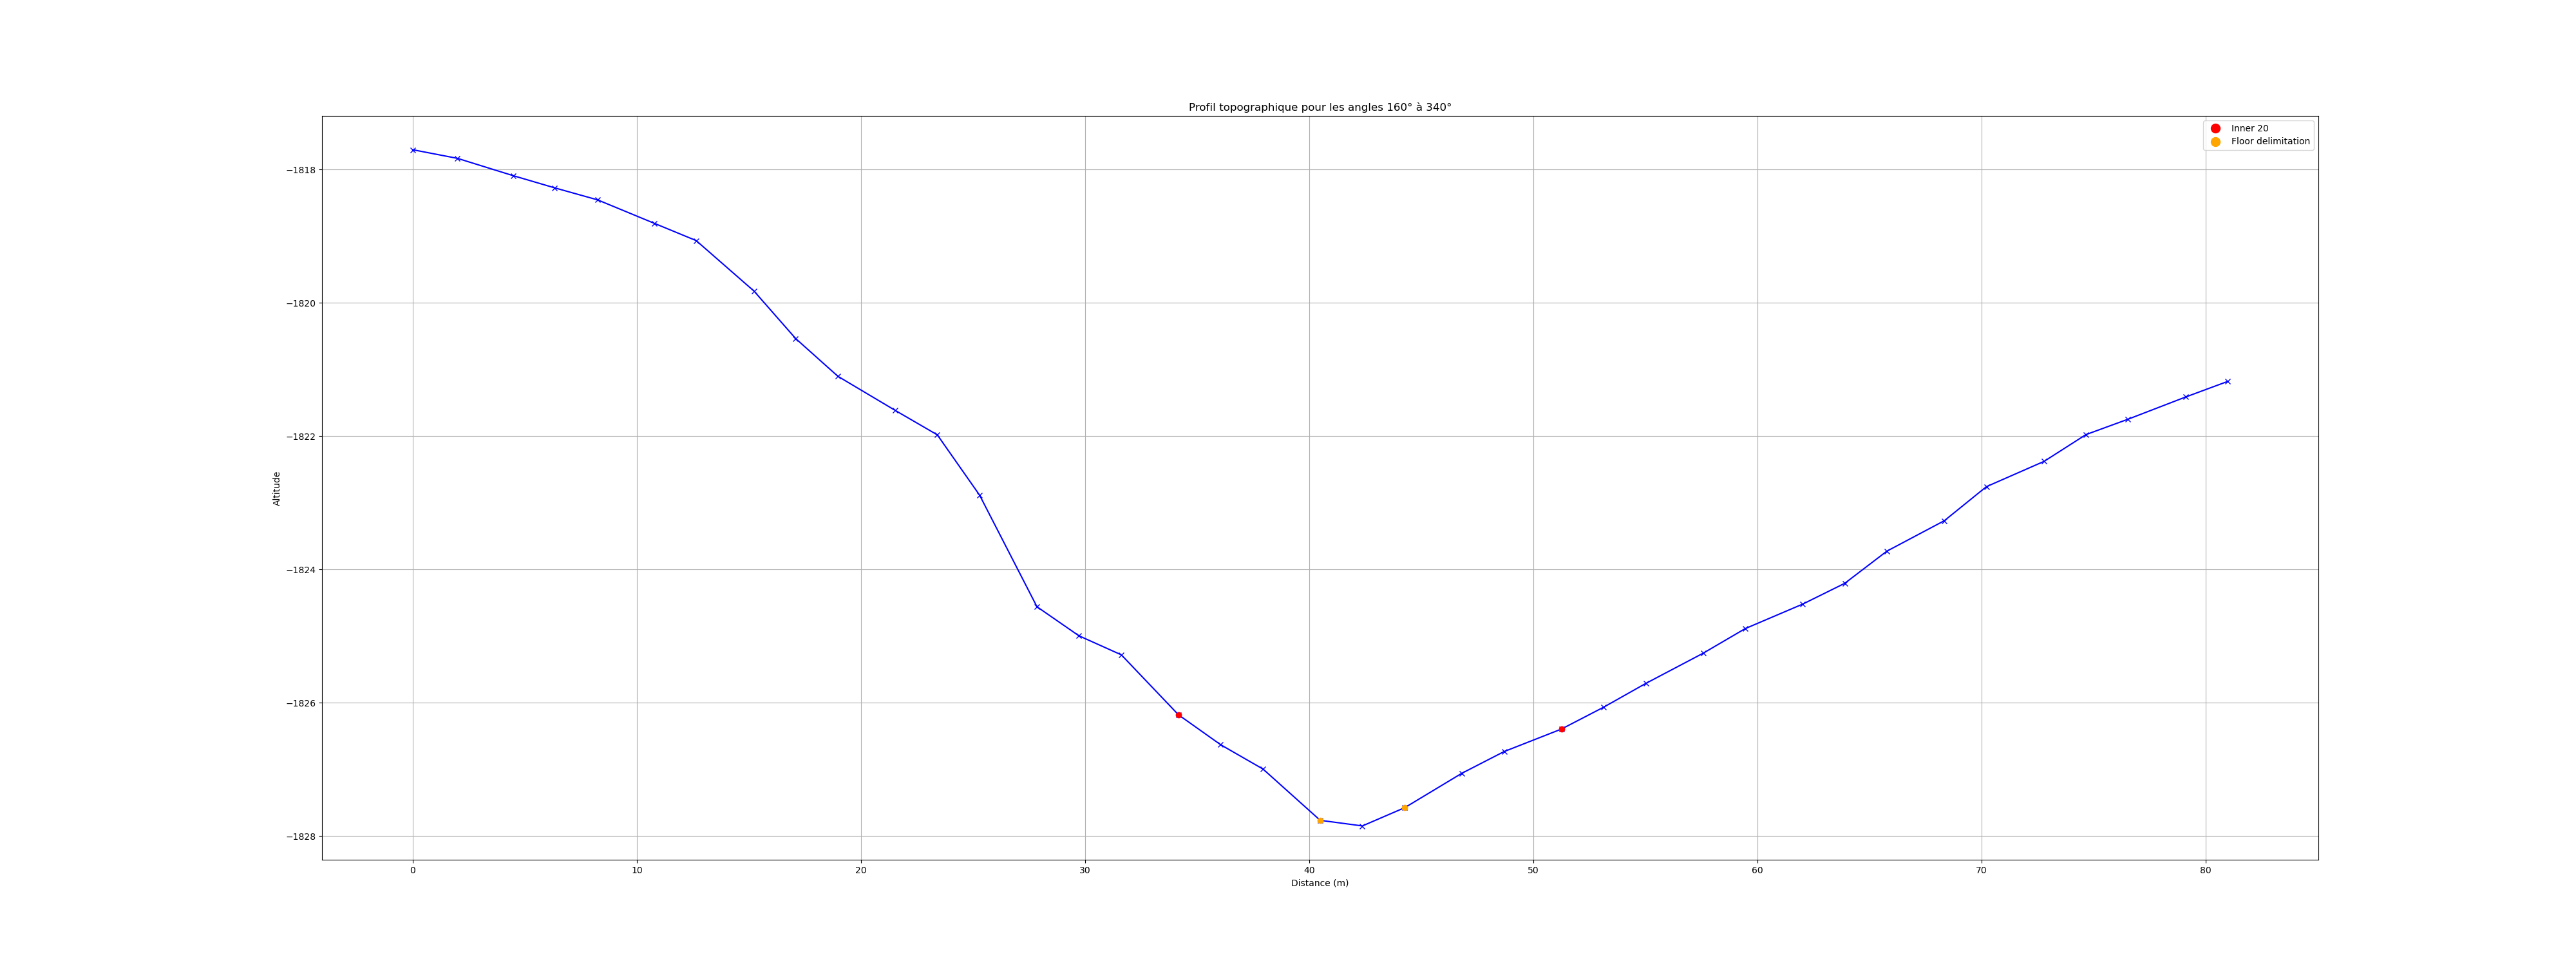 Profil topographique pour les angles 160° à 340°
Inner 20
Floor delimitation
−1818
−1820
−1822
−1824
−1826
−1828
Altitude
0 10 20 30 40 50 60 70 80
Distance (m)